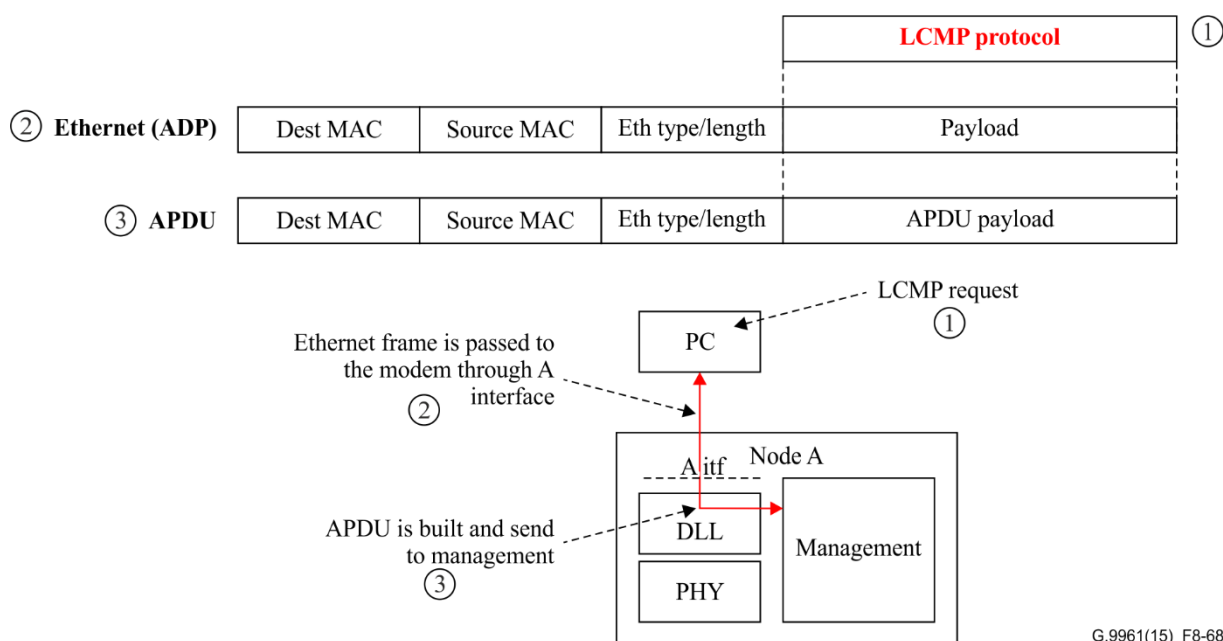 LCMP protocol
①
② Ethernet (ADP)
Dest MAC
Source MAC
Eth type/length
Payload
③ APDU
Dest MAC
Source MAC
Eth type/length
APDU payload
LCMP request
①
PC
Ethernet frame is passed to
the modem through A
interface
②
Node A
A itf
DLL
Management
PHY
APDU is built and send
to management
③
G.9961(15)_F8-68